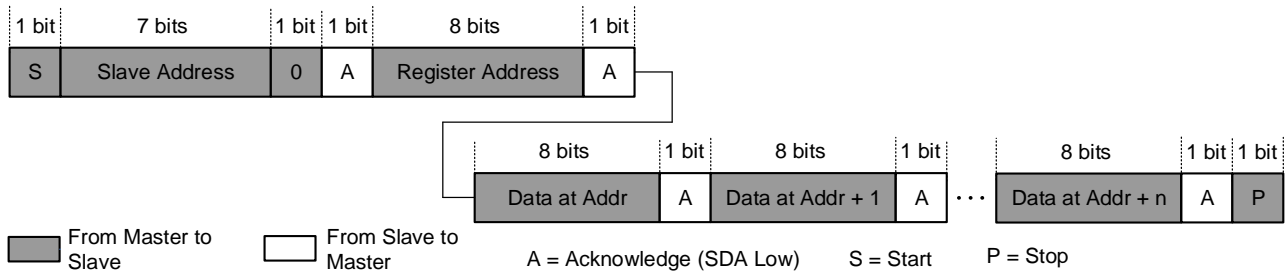 1 bit 7 bits 1 bit 1 bit 8 bits 1 bit
S Slave Address 0 A Register Address A
8 bits 1 bit 8 bits 1 bit 8 bits 1 bit 1 bit
Data at Addr A Data at Addr + 1 A ··· Data at Addr + n A P
From Master to
Slave
From Slave to
Master
A = Acknowledge (SDA Low) S = Start P = Stop